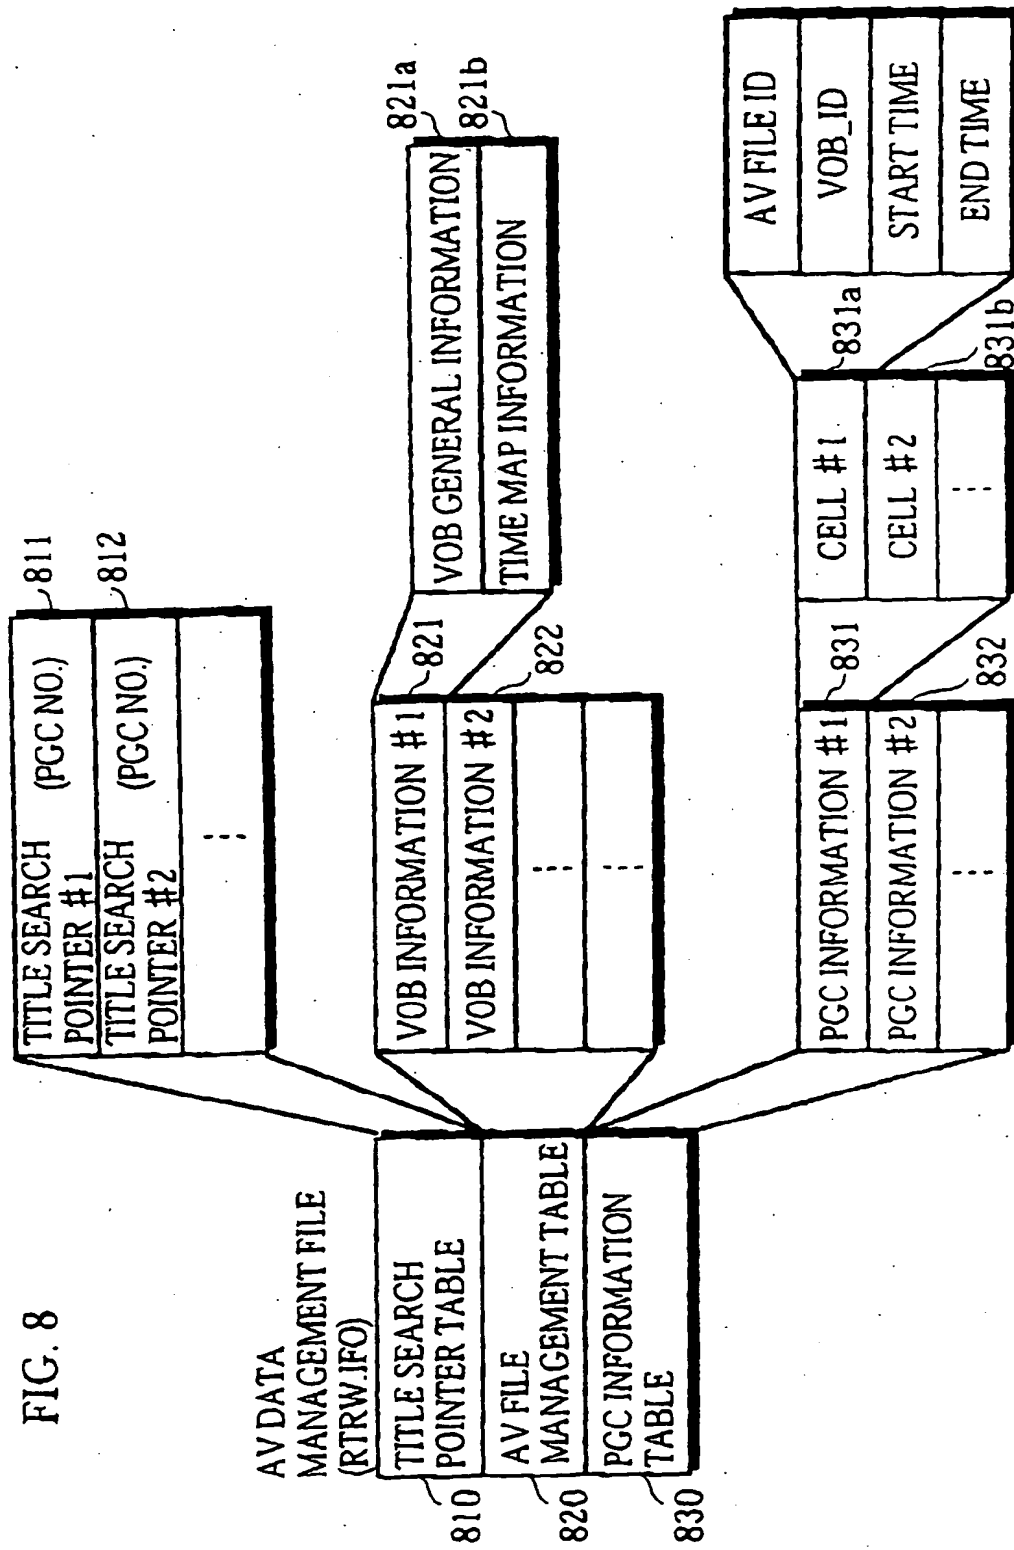 FIG. 8
AV DATA
MANAGEMENT FILE
(RTRW.IFO)
TITLE SEARCH
POINTER TABLE
AV FILE
MANAGEMENT TABLE
PGC INFORMATION
TABLE
810
820
830
TITLE SEARCH
POINTER #1
(PGC NO.)
TITLE SEARCH
POINTER #2
(PGC NO.)
811
812
VOB INFORMATION #1
VOB INFORMATION #2
821
822
VOB GENERAL INFORMATION
TIME MAP INFORMATION
821a
821b
PGC INFORMATION #1
PGC INFORMATION #2
831
832
CELL #1
CELL #2
831a
831b
AV FILE ID
VOB_ID
START TIME
END TIME